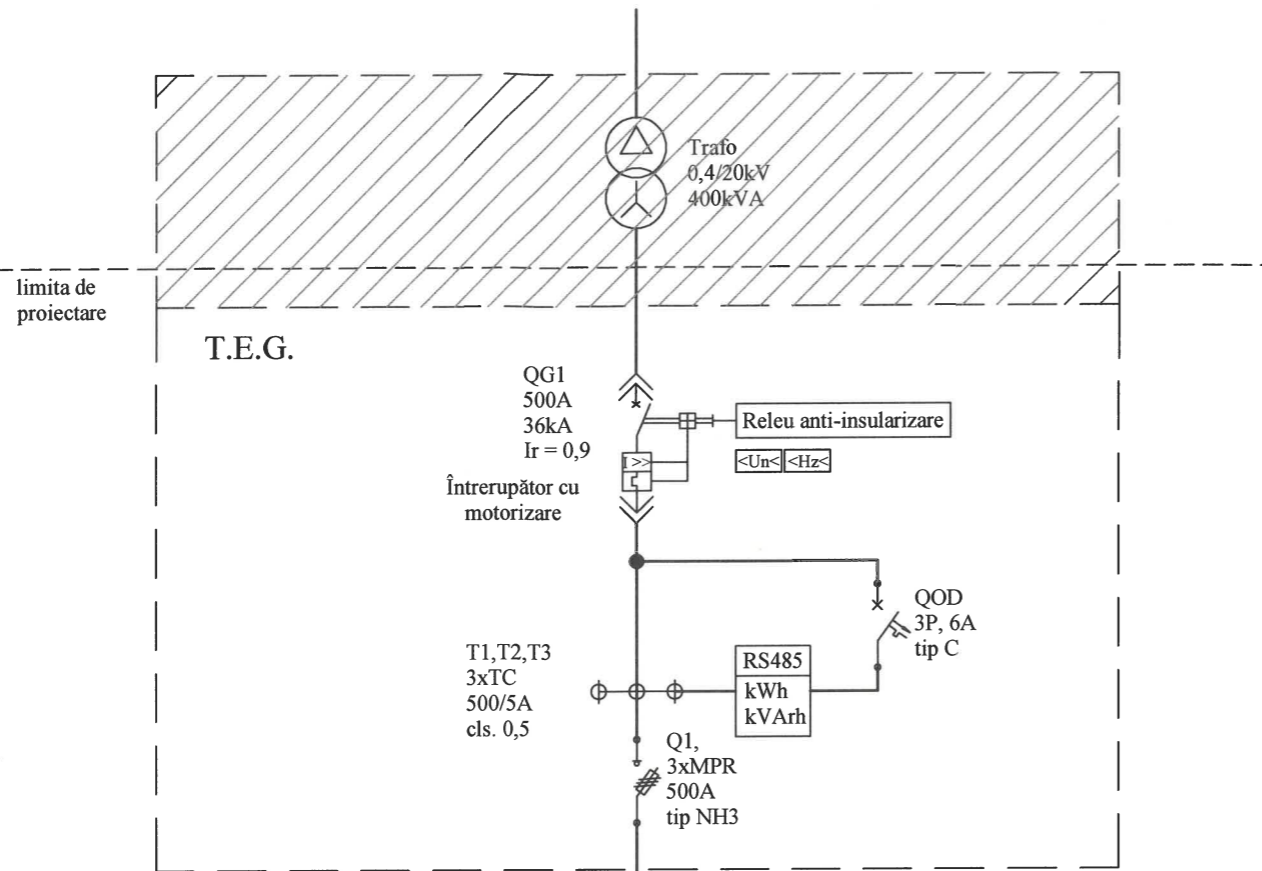 Trafo
0,4/20kV
400kVA
limita de
proiectare
T.E.G.
QG1
500A
36kA
Ir = 0,9
Întrerupător cu
motorizare
I >>
Releu anti-insularizare
<Un< <Hz<
QOD
3P, 6A
tip C
T1,T2,T3
3xTC
500/5A
cls. 0,5
RS485
kWh
kVArh
Q1,
3xMPR
500A
tip NH3